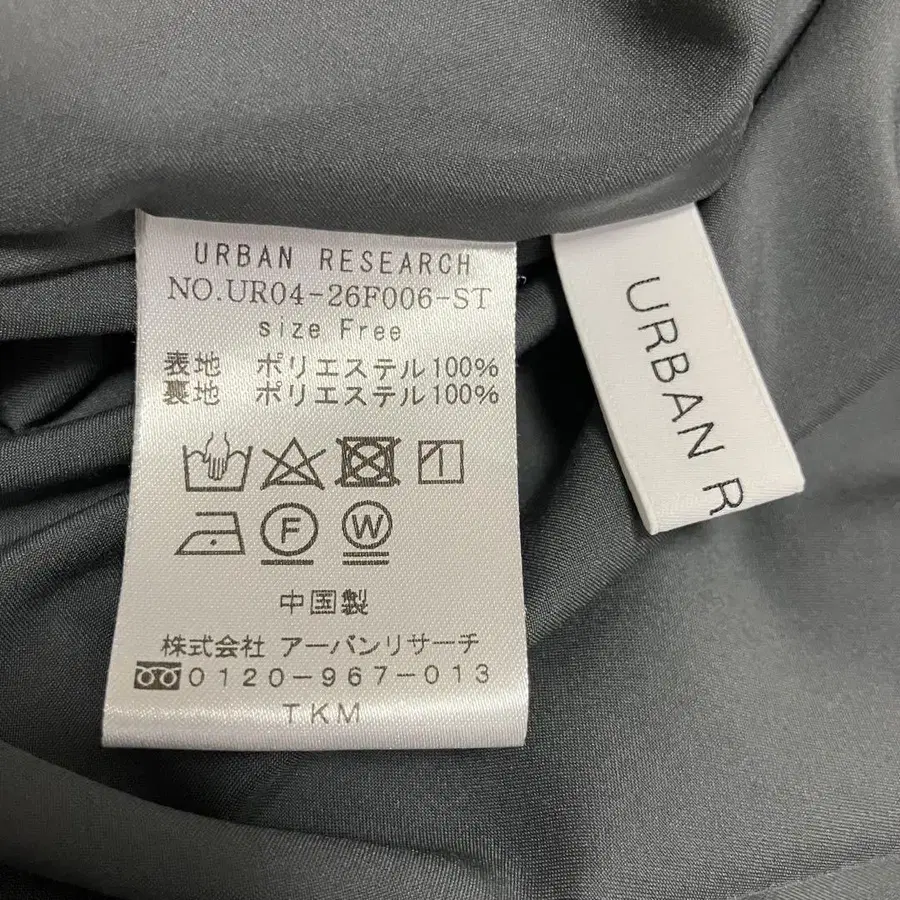 URBAN RESEARCH
NO.UR04-26F006-ST
size Free
表地 ポリエステル100%
裏地 ポリエステル100%
F W
中国製
株式会社 アーバンリサーチ
0120-967-013
TKM
URBAN R